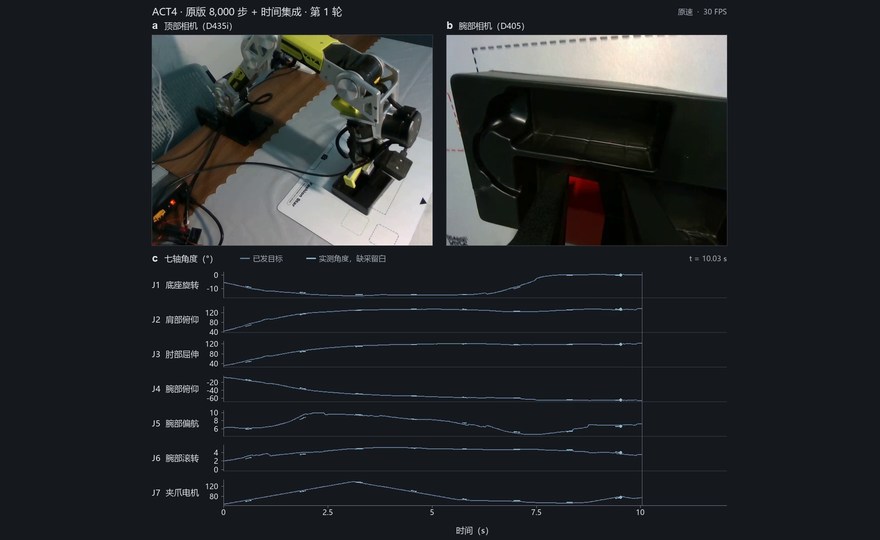 ACT4 · 原版 8,000 步 + 时间集成 · 第 1 轮
原速 · 30 FPS
a 顶部相机（D435i）
b 腕部相机（D405）
c 七轴角度（°）
已发目标
实测角度，缺采留白
t = 10.03 s
J1 底座旋转
0
-10
J2 肩部俯仰
120
80
40
J3 肘部屈伸
120
80
40
J4 腕部俯仰
-20
-40
-60
J5 腕部偏航
10
8
6
J6 腕部滚转
4
2
0
J7 夹爪电机
120
80
0
2.5
5
7.5
10
时间（s）